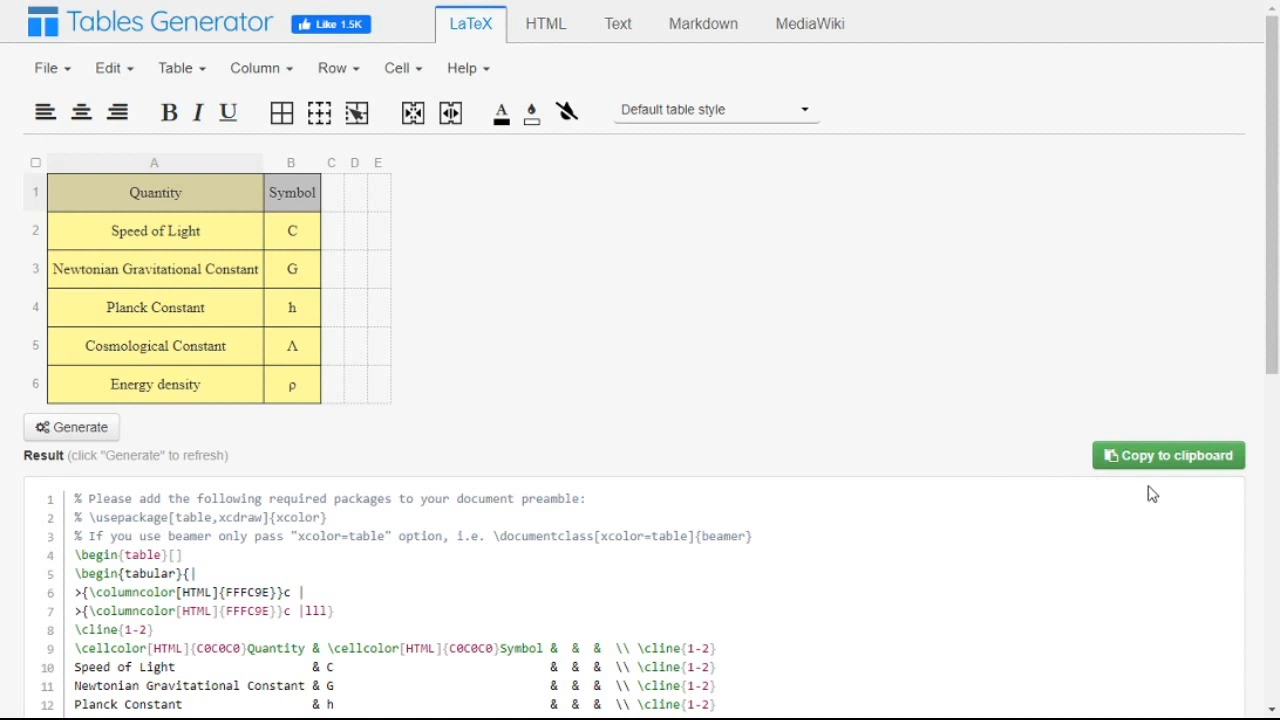 Tables Generator Like 1.5K LaTeX HTML Text Markdown MediaWiki
File Edit Table Column Row Cell Help
B I U A Default table style
A B C D E
1 Quantity Symbol
2 Speed of Light C
3 Newtonian Gravitational Constant G
4 Planck Constant h
5 Cosmological Constant Λ
6 Energy density ρ
Generate
Result (click "Generate" to refresh) Copy to clipboard
1 % Please add the following required packages to your document preamble:
2 % \usepackage[table,xcdraw]{xcolor}
3 % If you use beamer only pass "xcolor=table" option, i.e. \documentclass[xcolor=table]{beamer}
4 \begin{table}[]
5 \begin{tabular}{|
6 >{\columncolor[HTML]{FFFC9E}}c |
7 >{\columncolor[HTML]{FFFC9E}}c |lll}
8 \cline{1-2}
9 \cellcolor[HTML]{C0C0C0}Quantity & \cellcolor[HTML]{C0C0C0}Symbol & & & \\ \cline{1-2}
10 Speed of Light & C & & & \\ \cline{1-2}
11 Newtonian Gravitational Constant & G & & & \\ \cline{1-2}
12 Planck Constant & h & & & \\ \cline{1-2}